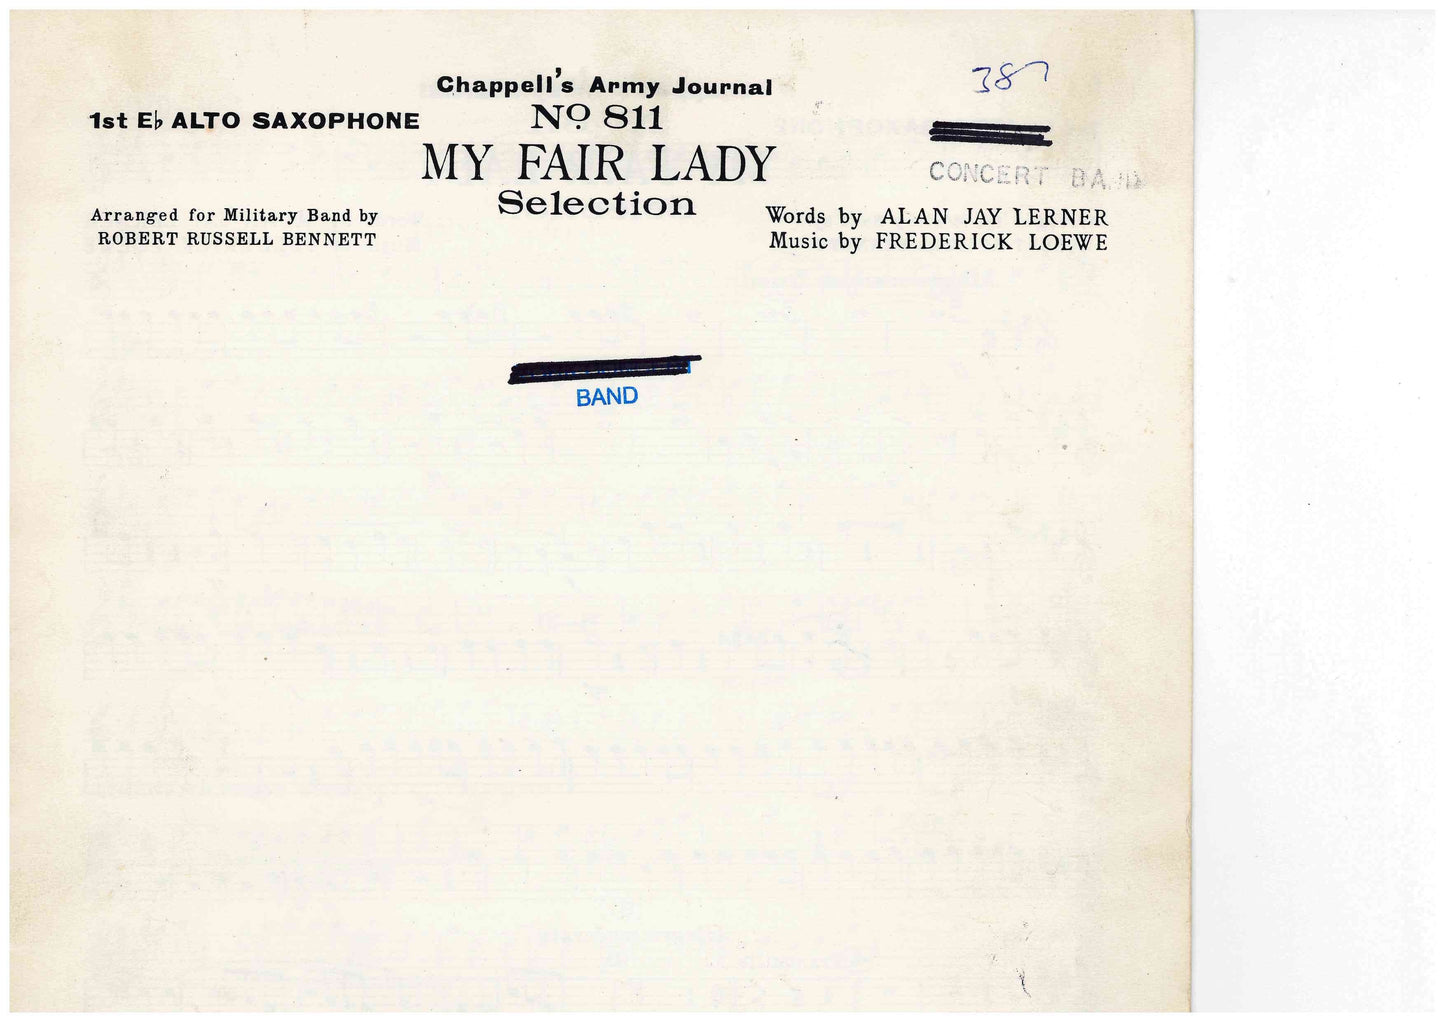 Chappell's Army Journal
387
1st E♭ ALTO SAXOPHONE
No 811
MY FAIR LADY
CONCERT BAND
Selection
Arranged for Military Band by
ROBERT RUSSELL BENNETT
Words by ALAN JAY LERNER
Music by FREDERICK LOEWE
BAND